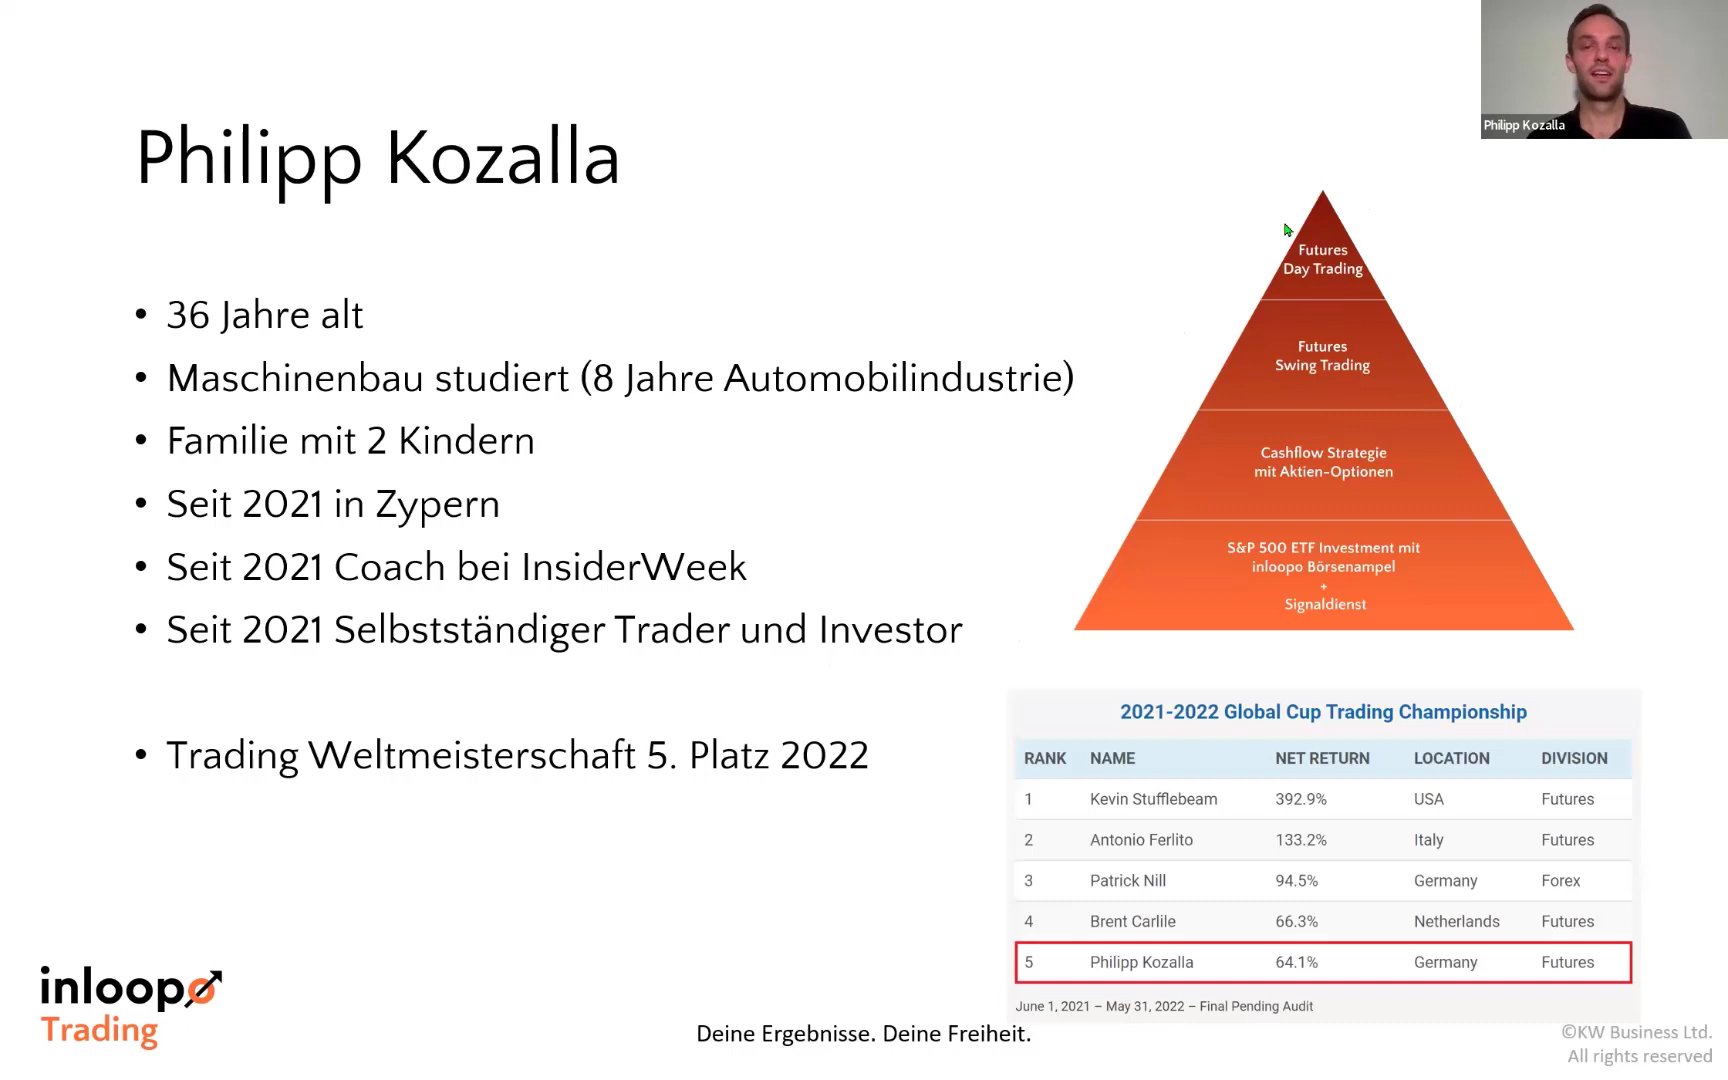 Philipp Kozalla
Philipp Kozalla
• 36 Jahre alt
• Maschinenbau studiert (8 Jahre Automobilindustrie)
• Familie mit 2 Kindern
• Seit 2021 in Zypern
• Seit 2021 Coach bei InsiderWeek
• Seit 2021 Selbstständiger Trader und Investor
• Trading Weltmeisterschaft 5. Platz 2022
Futures
Day Trading
Futures
Swing Trading
Cashflow Strategie
mit Aktien-Optionen
S&P 500 ETF Investment mit
inloopo Börsenampel
+
Signaldienst
2021-2022 Global Cup Trading Championship
RANK NAME NET RETURN LOCATION DIVISION
1 Kevin Stufflebeam 392.9% USA Futures
2 Antonio Ferlito 133.2% Italy Futures
3 Patrick Nill 94.5% Germany Forex
4 Brent Carlile 66.3% Netherlands Futures
5 Philipp Kozalla 64.1% Germany Futures
June 1, 2021 – May 31, 2022 – Final Pending Audit
inloopo
Trading
Deine Ergebnisse. Deine Freiheit.
©KW Business Ltd.
All rights reserved